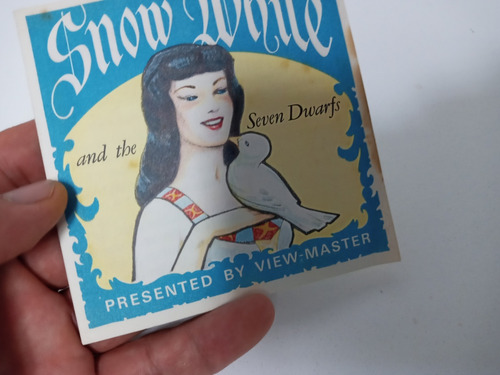 Snow White
and the Seven Dwarfs
PRESENTED BY VIEW-MASTER